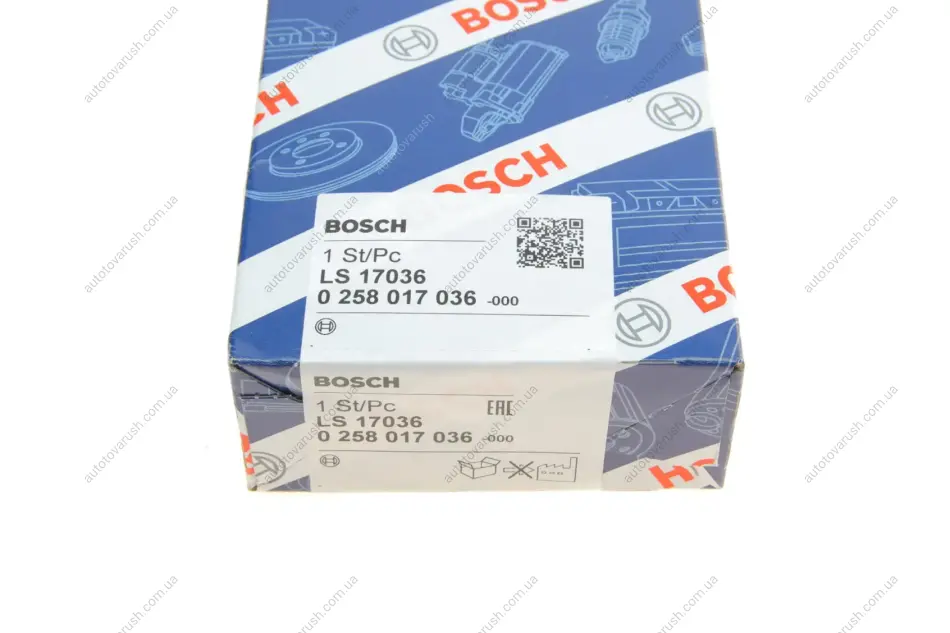 BOSCH
BOSCH
BOSCH
BOSCH
1 St/Pc
LS 17036
0 258 017 036 -000
BOSCH
1 St/Pc
EAC
LS 17036
0 258 017 036 -000
autotovarush.com.ua